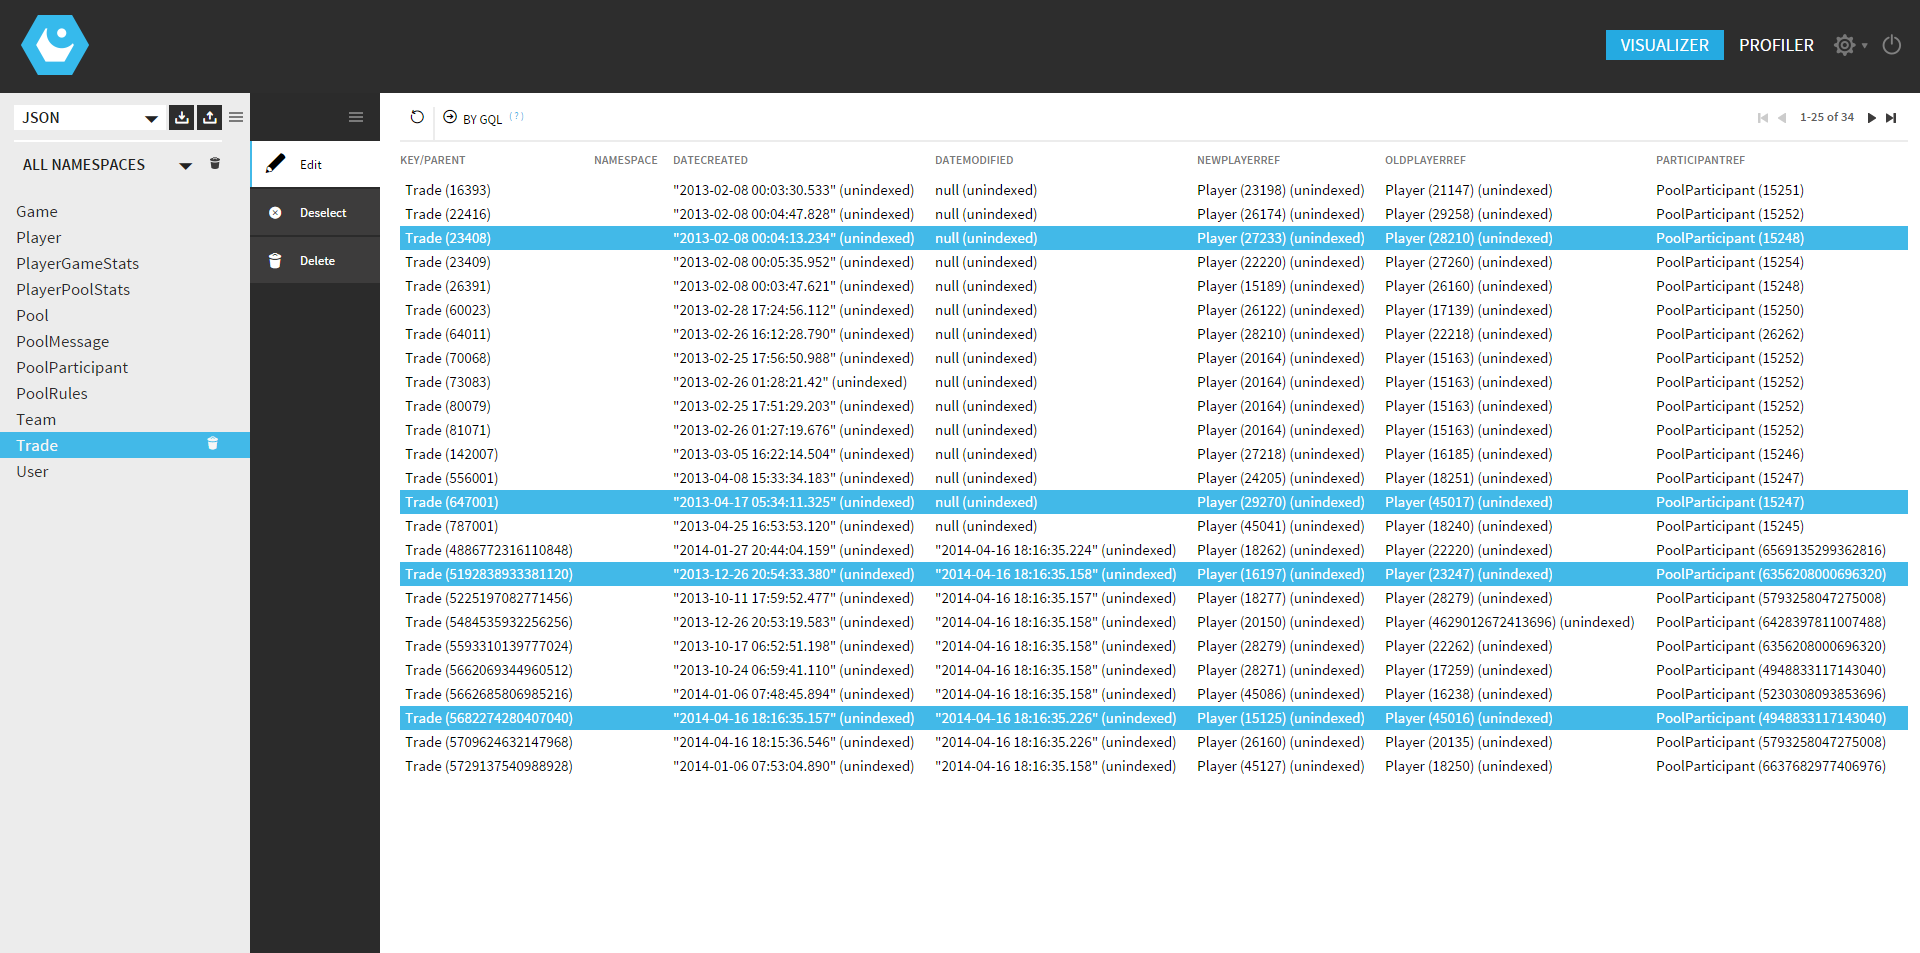 VISUALIZER PROFILER
JSON
ALL NAMESPACES
Game
Player
PlayerGameStats
PlayerPoolStats
Pool
PoolMessage
PoolParticipant
PoolRules
Team
Trade
User
Edit
Deselect
Delete
BY GQL (?) 1-25 of 34
KEY/PARENT NAMESPACE DATECREATED DATEMODIFIED NEWPLAYERREF OLDPLAYERREF PARTICIPANTREF
Trade (16393) "2013-02-08 00:03:30.533" (unindexed) null (unindexed) Player (23198) (unindexed) Player (21147) (unindexed) PoolParticipant (15251)
Trade (22416) "2013-02-08 00:04:47.828" (unindexed) null (unindexed) Player (26174) (unindexed) Player (29258) (unindexed) PoolParticipant (15252)
Trade (23408) "2013-02-08 00:04:13.234" (unindexed) null (unindexed) Player (27233) (unindexed) Player (28210) (unindexed) PoolParticipant (15248)
Trade (23409) "2013-02-08 00:05:35.952" (unindexed) null (unindexed) Player (22220) (unindexed) Player (27260) (unindexed) PoolParticipant (15254)
Trade (26391) "2013-02-08 00:03:47.621" (unindexed) null (unindexed) Player (15189) (unindexed) Player (26160) (unindexed) PoolParticipant (15248)
Trade (60023) "2013-02-28 17:24:56.112" (unindexed) null (unindexed) Player (26122) (unindexed) Player (17139) (unindexed) PoolParticipant (15250)
Trade (64011) "2013-02-26 16:12:28.790" (unindexed) null (unindexed) Player (28210) (unindexed) Player (22218) (unindexed) PoolParticipant (26262)
Trade (70068) "2013-02-25 17:56:50.988" (unindexed) null (unindexed) Player (20164) (unindexed) Player (15163) (unindexed) PoolParticipant (15252)
Trade (73083) "2013-02-26 01:28:21.42" (unindexed) null (unindexed) Player (20164) (unindexed) Player (15163) (unindexed) PoolParticipant (15252)
Trade (80079) "2013-02-25 17:51:29.203" (unindexed) null (unindexed) Player (20164) (unindexed) Player (15163) (unindexed) PoolParticipant (15252)
Trade (81071) "2013-02-26 01:27:19.676" (unindexed) null (unindexed) Player (20164) (unindexed) Player (15163) (unindexed) PoolParticipant (15252)
Trade (142007) "2013-03-05 16:22:14.504" (unindexed) null (unindexed) Player (27218) (unindexed) Player (16185) (unindexed) PoolParticipant (15246)
Trade (556001) "2013-04-08 15:33:34.183" (unindexed) null (unindexed) Player (24205) (unindexed) Player (18251) (unindexed) PoolParticipant (15247)
Trade (647001) "2013-04-17 05:34:11.325" (unindexed) null (unindexed) Player (29270) (unindexed) Player (45017) (unindexed) PoolParticipant (15247)
Trade (787001) "2013-04-25 16:53:53.120" (unindexed) null (unindexed) Player (45041) (unindexed) Player (18240) (unindexed) PoolParticipant (15245)
Trade (4886772316110848) "2014-01-27 20:44:04.159" (unindexed) "2014-04-16 18:16:35.224" (unindexed) Player (18262) (unindexed) Player (22220) (unindexed) PoolParticipant (6569135299362816)
Trade (5192838933381120) "2013-12-26 20:54:33.380" (unindexed) "2014-04-16 18:16:35.158" (unindexed) Player (16197) (unindexed) Player (23247) (unindexed) PoolParticipant (6356208000696320)
Trade (5225197082771456) "2013-10-11 17:59:52.477" (unindexed) "2014-04-16 18:16:35.157" (unindexed) Player (18277) (unindexed) Player (28279) (unindexed) PoolParticipant (5793258047275008)
Trade (5484535932256256) "2013-12-26 20:53:19.583" (unindexed) "2014-04-16 18:16:35.158" (unindexed) Player (20150) (unindexed) Player (4629012672413696) (unindexed) PoolParticipant (6428397811007488)
Trade (5593310139777024) "2013-10-17 06:52:51.198" (unindexed) "2014-04-16 18:16:35.158" (unindexed) Player (28279) (unindexed) Player (22262) (unindexed) PoolParticipant (6356208000696320)
Trade (5662069344960512) "2013-10-24 06:59:41.110" (unindexed) "2014-04-16 18:16:35.158" (unindexed) Player (28271) (unindexed) Player (17259) (unindexed) PoolParticipant (4948833117143040)
Trade (5662685806985216) "2014-01-06 07:48:45.894" (unindexed) "2014-04-16 18:16:35.158" (unindexed) Player (45086) (unindexed) Player (16238) (unindexed) PoolParticipant (5230308093853696)
Trade (5682274280407040) "2014-04-16 18:16:35.157" (unindexed) "2014-04-16 18:16:35.226" (unindexed) Player (15125) (unindexed) Player (45016) (unindexed) PoolParticipant (4948833117143040)
Trade (5709624632147968) "2014-04-16 18:15:36.546" (unindexed) "2014-04-16 18:16:35.226" (unindexed) Player (26160) (unindexed) Player (20135) (unindexed) PoolParticipant (5793258047275008)
Trade (5729137540988928) "2014-01-06 07:53:04.890" (unindexed) "2014-04-16 18:16:35.158" (unindexed) Player (45127) (unindexed) Player (18250) (unindexed) PoolParticipant (6637682977406976)